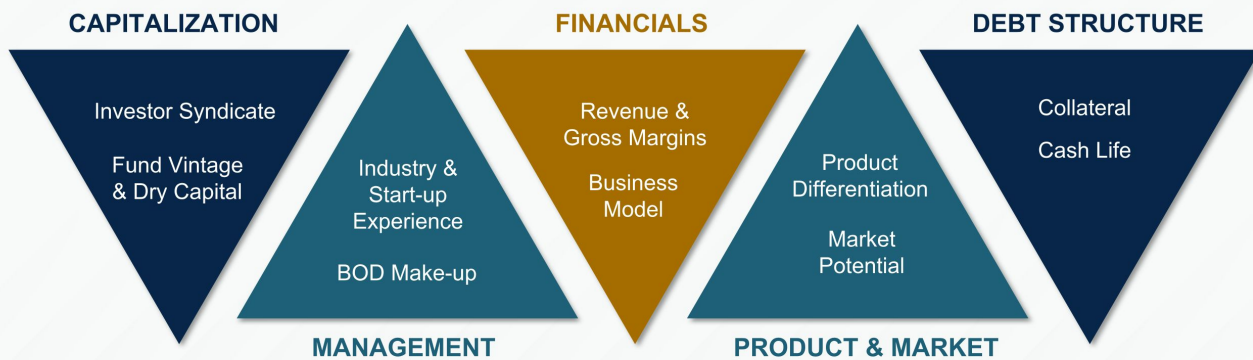 CAPITALIZATION
Investor Syndicate
Fund Vintage
& Dry Capital
Industry &
Start-up
Experience
BOD Make-up
MANAGEMENT
FINANCIALS
Revenue &
Gross Margins
Business
Model
Product
Differentiation
Market
Potential
PRODUCT & MARKET
DEBT STRUCTURE
Collateral
Cash Life